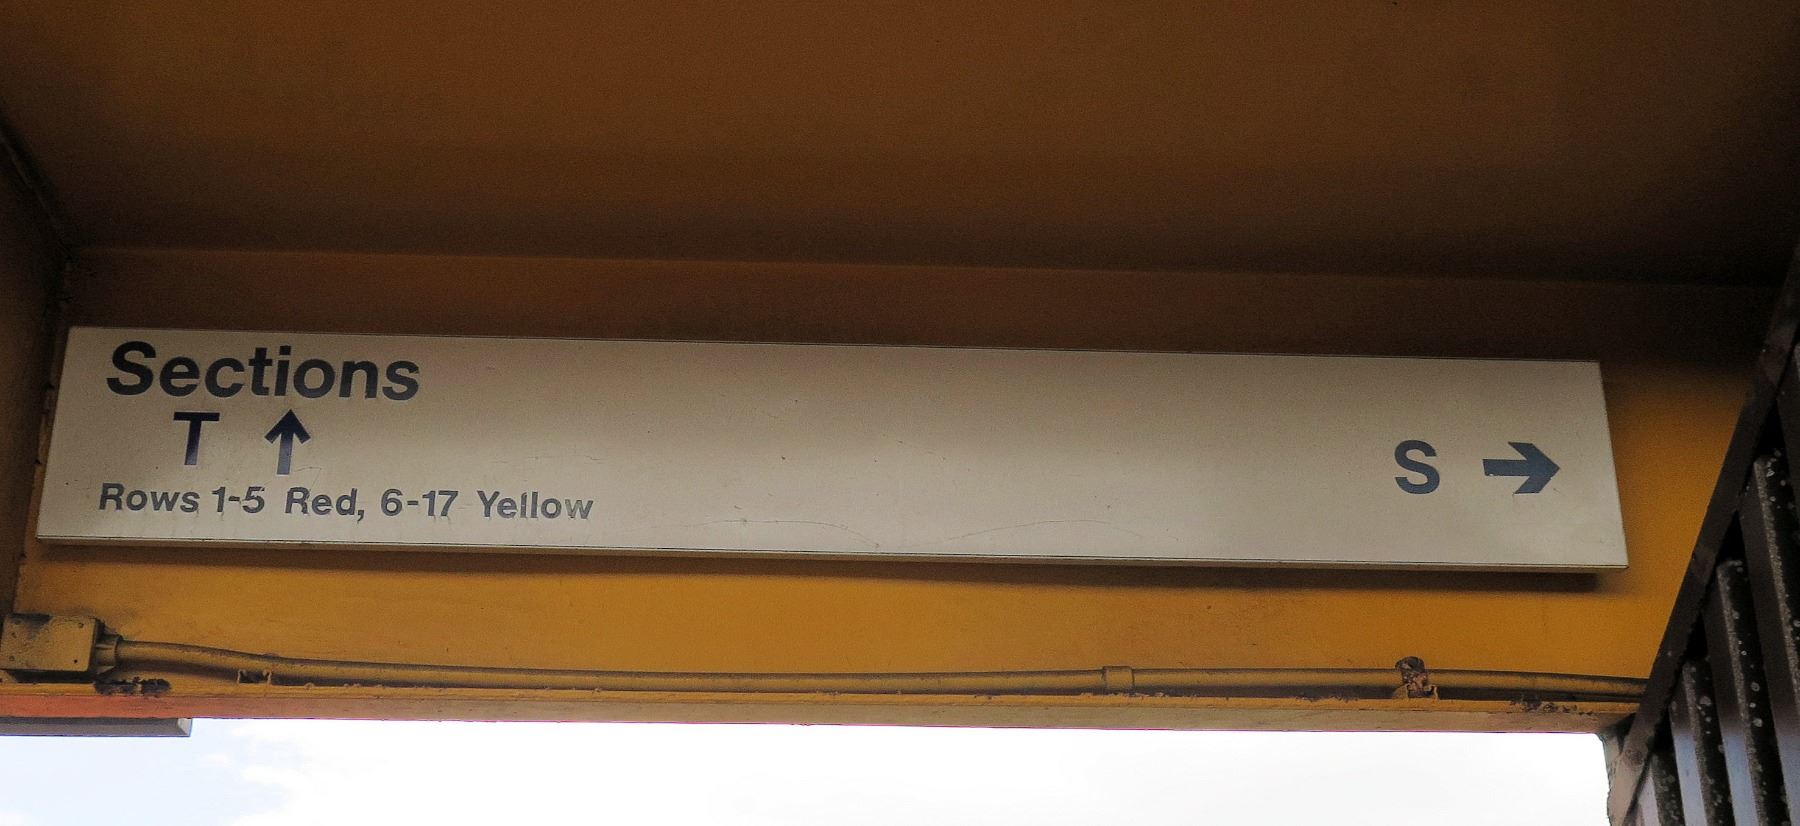 Sections
T ↑
S →
Rows 1-5 Red, 6-17 Yellow